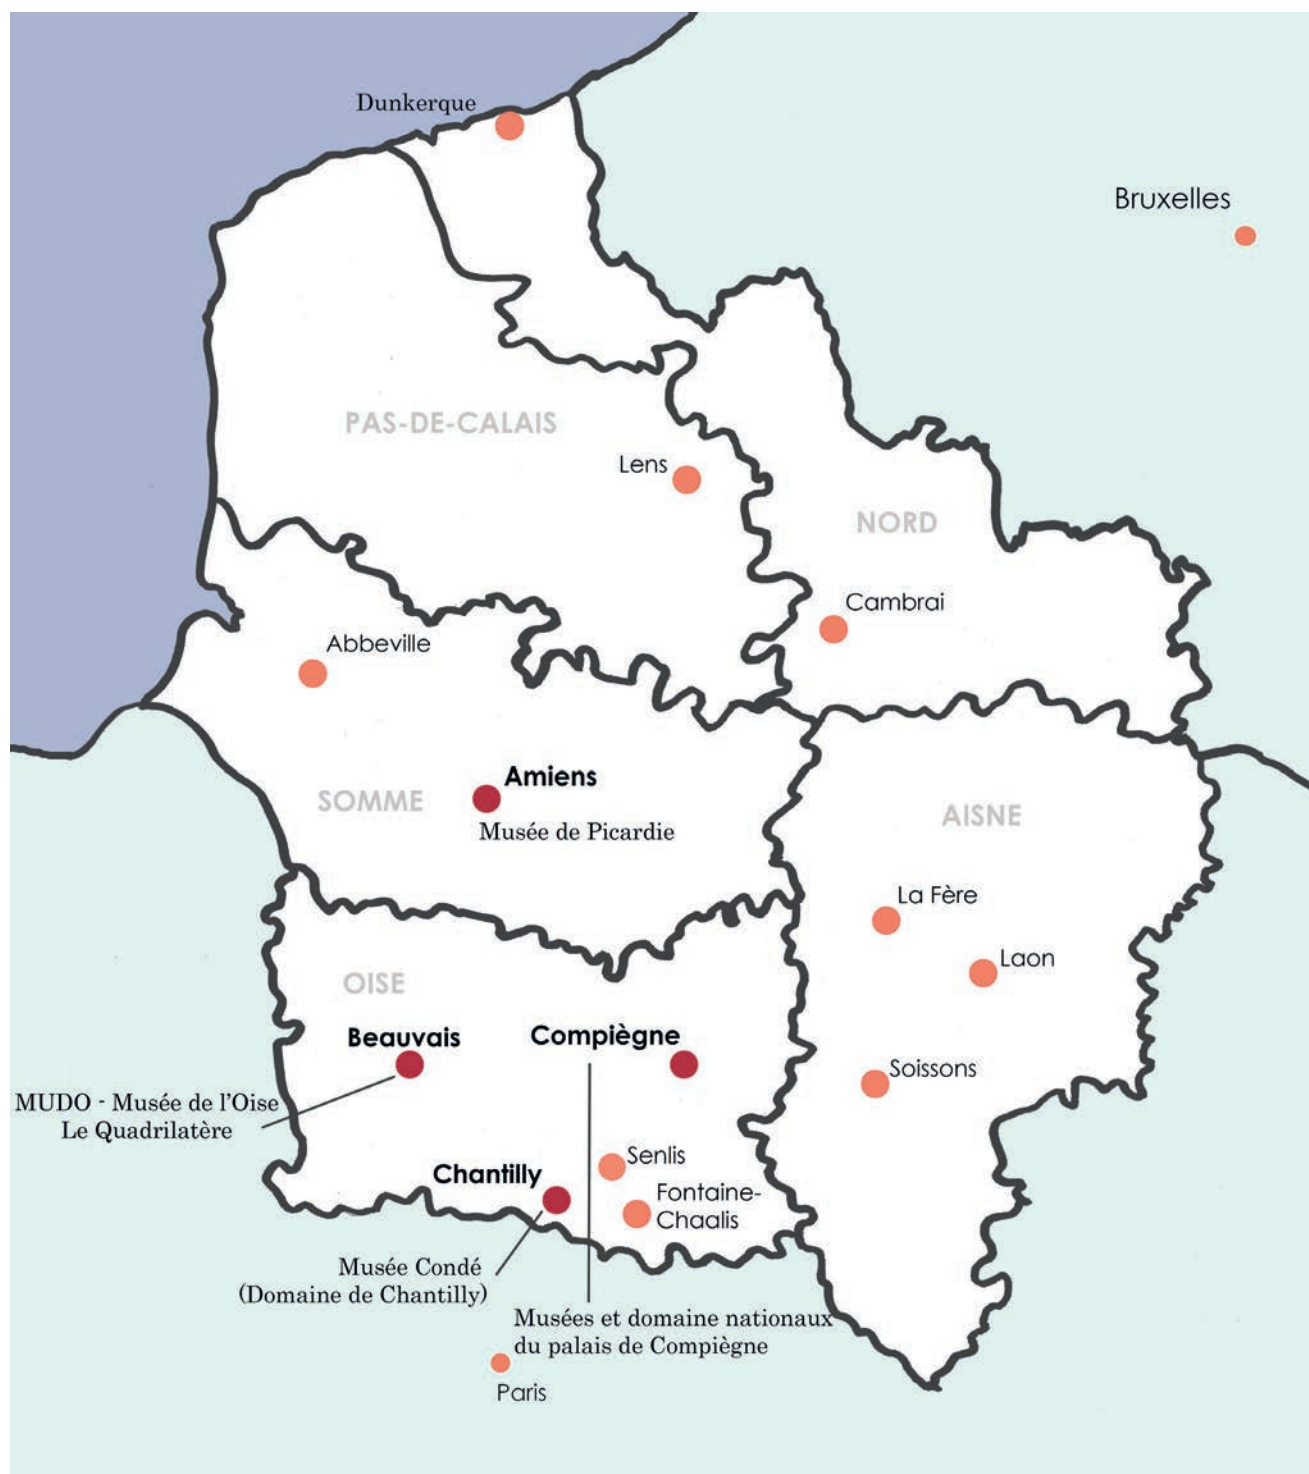 Dunkerque
Bruxelles
PAS-DE-CALAIS
Lens
NORD
Cambrai
Abbeville
Amiens
SOMME
Musée de Picardie
AISNE
La Fère
Laon
OISE
Beauvais
Compiègne
Soissons
MUDO - Musée de l'Oise
Le Quadrilatère
Senlis
Chantilly
Fontaine-
Chaalis
Musée Condé
(Domaine de Chantilly)
Musées et domaine nationaux
du palais de Compiègne
Paris